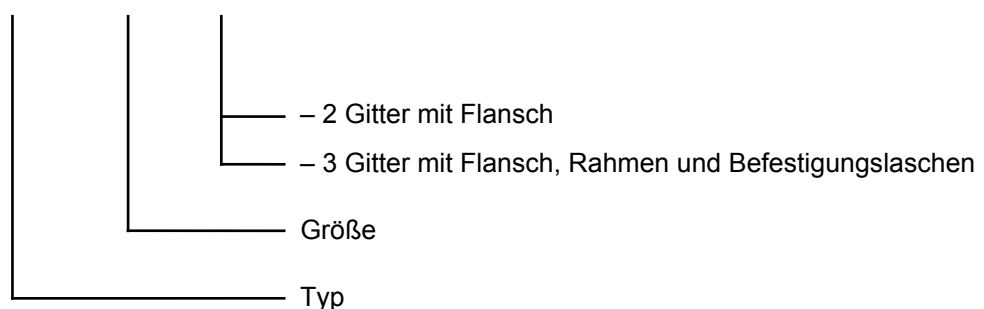 – 2 Gitter mit Flansch
– 3 Gitter mit Flansch, Rahmen und Befestigungslaschen
Größe
Typ